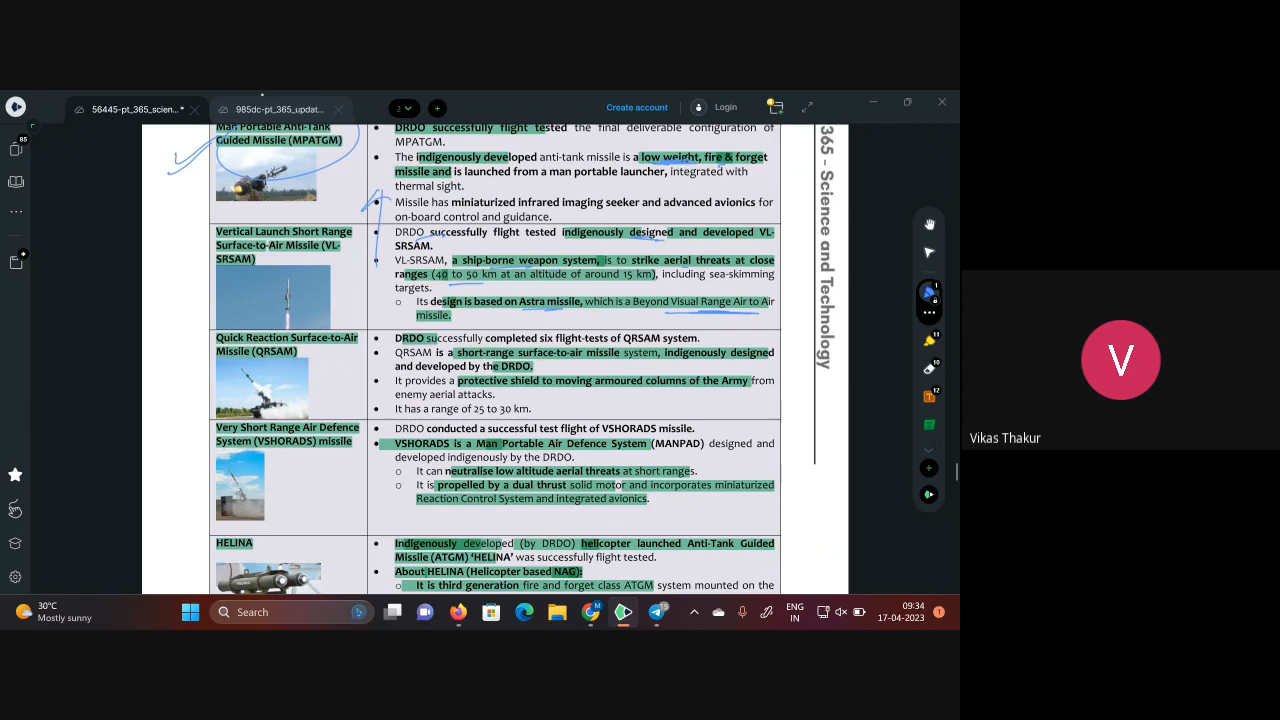 56445-pt_365_scien... *
985dc-pt_365_updat...
2
Create account
Login
Man Portable Anti-Tank
Guided Missile (MPATGM)
• DRDO successfully flight tested the final deliverable configuration of
MPATGM.
• The indigenously developed anti-tank missile is a low weight, fire & forget
missile and is launched from a man portable launcher, integrated with
thermal sight.
• Missile has miniaturized infrared imaging seeker and advanced avionics for
on-board control and guidance.
Vertical Launch Short Range
Surface-to-Air Missile (VL-
SRSAM)
• DRDO successfully flight tested indigenously designed and developed VL-
SRSAM.
• VL-SRSAM, a ship-borne weapon system, is to strike aerial threats at close
ranges (40 to 50 km at an altitude of around 15 km), including sea-skimming
targets.
o Its design is based on Astra missile, which is a Beyond Visual Range Air to Air
missile.
Quick Reaction Surface-to-Air
Missile (QRSAM)
• DRDO successfully completed six flight-tests of QRSAM system.
• QRSAM is a short-range surface-to-air missile system, indigenously designed
and developed by the DRDO.
• It provides a protective shield to moving armoured columns of the Army from
enemy aerial attacks.
• It has a range of 25 to 30 km.
Very Short Range Air Defence
System (VSHORADS) missile
• DRDO conducted a successful test flight of VSHORADS missile.
• VSHORADS is a Man Portable Air Defence System (MANPAD) designed and
developed indigenously by the DRDO.
o It can neutralise low altitude aerial threats at short ranges.
o It is propelled by a dual thrust solid motor and incorporates miniaturized
Reaction Control System and integrated avionics.
HELINA
• Indigenously developed (by DRDO) helicopter launched Anti-Tank Guided
Missile (ATGM) 'HELINA' was successfully flight tested.
• About HELINA (Helicopter based NAG):
o It is third generation fire and forget class ATGM system mounted on the
365 - Science and Technology
85
11
10
12
V
Vikas Thakur
30°C
Mostly sunny
Search
15
ENG
IN
09:34
17-04-2023
1